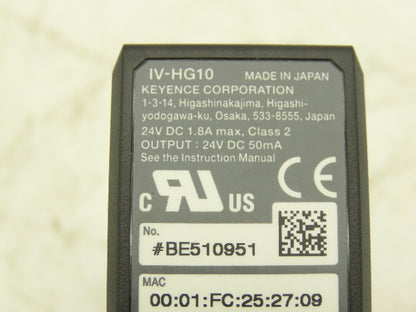 IV-HG10 MADE IN JAPAN
KEYENCE CORPORATION
1-3-14, Higashinakajima, Higashi-
yodogawa-ku, Osaka, 533-8555, Japan
24V DC 1.8A max, Class 2
OUTPUT : 24V DC 50mA
See the Instruction Manual
C RU US CE
No.
#BE510951
MAC
00:01:FC:25:27:09